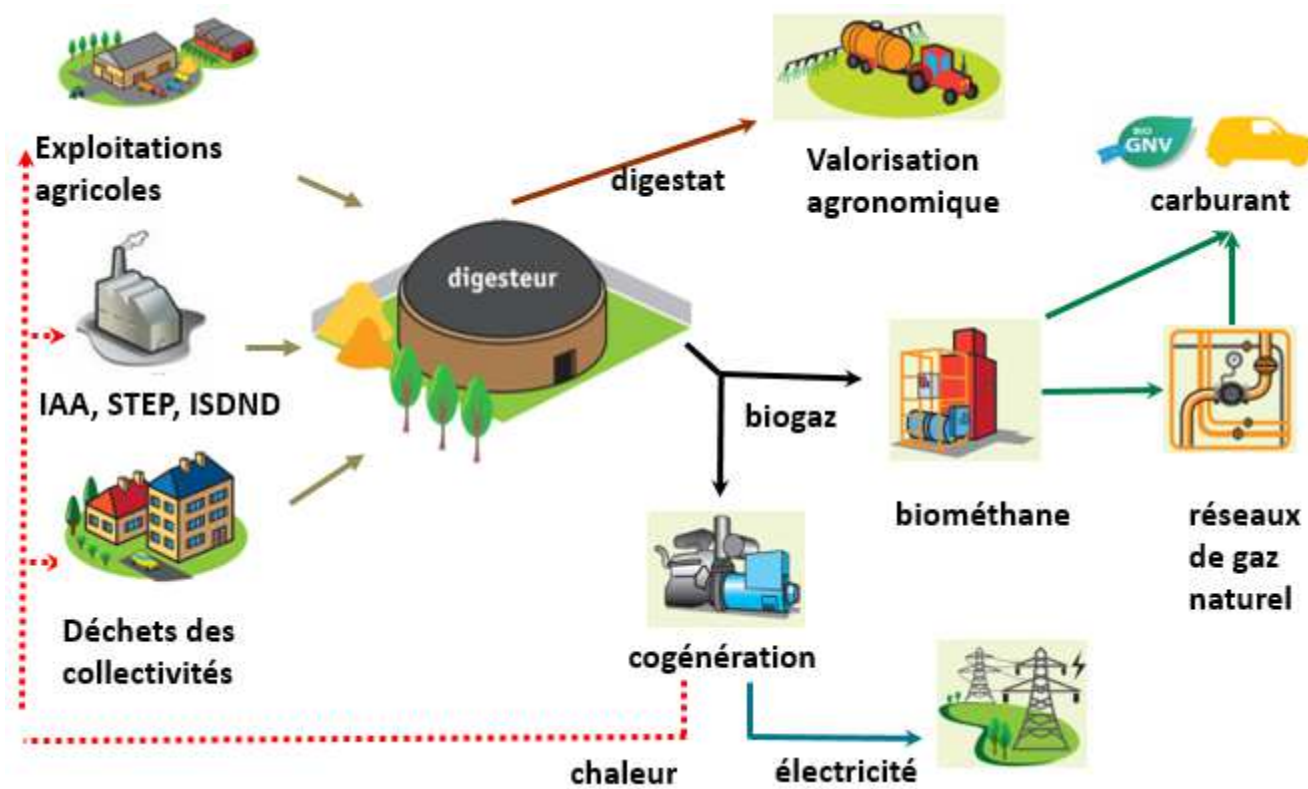 Exploitations
agricoles
IAA, STEP, ISDND
Déchets des
collectivités
digesteur
digestat
Valorisation
agronomique
BIO
GNV
carburant
biogaz
biométhane
réseaux
de gaz
naturel
cogénération
chaleur
électricité